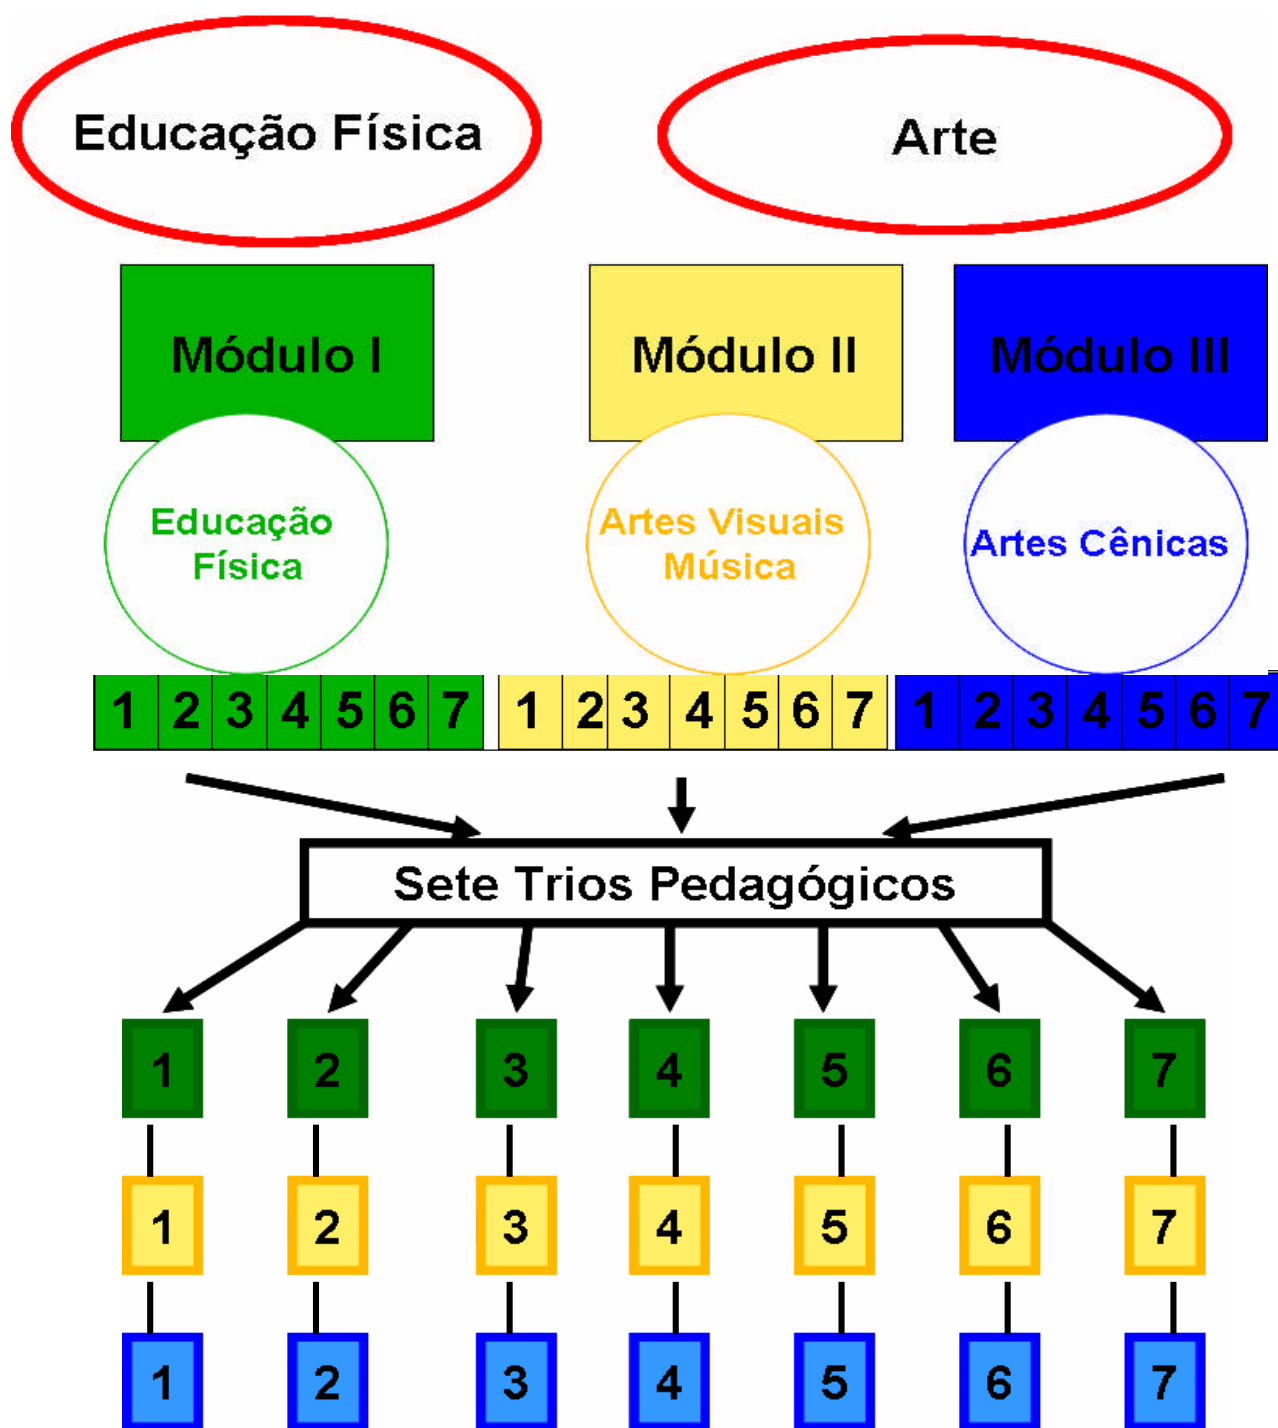 Educação Física
Arte
Módulo I
Módulo II
Módulo III
Educação
Física
Artes Visuais
Música
Artes Cênicas
1 2 3 4 5 6 7
1 2 3 4 5 6 7
1 2 3 4 5 6 7
Sete Trios Pedagógicos
1 2 3 4 5 6 7
1 2 3 4 5 6 7
1 2 3 4 5 6 7